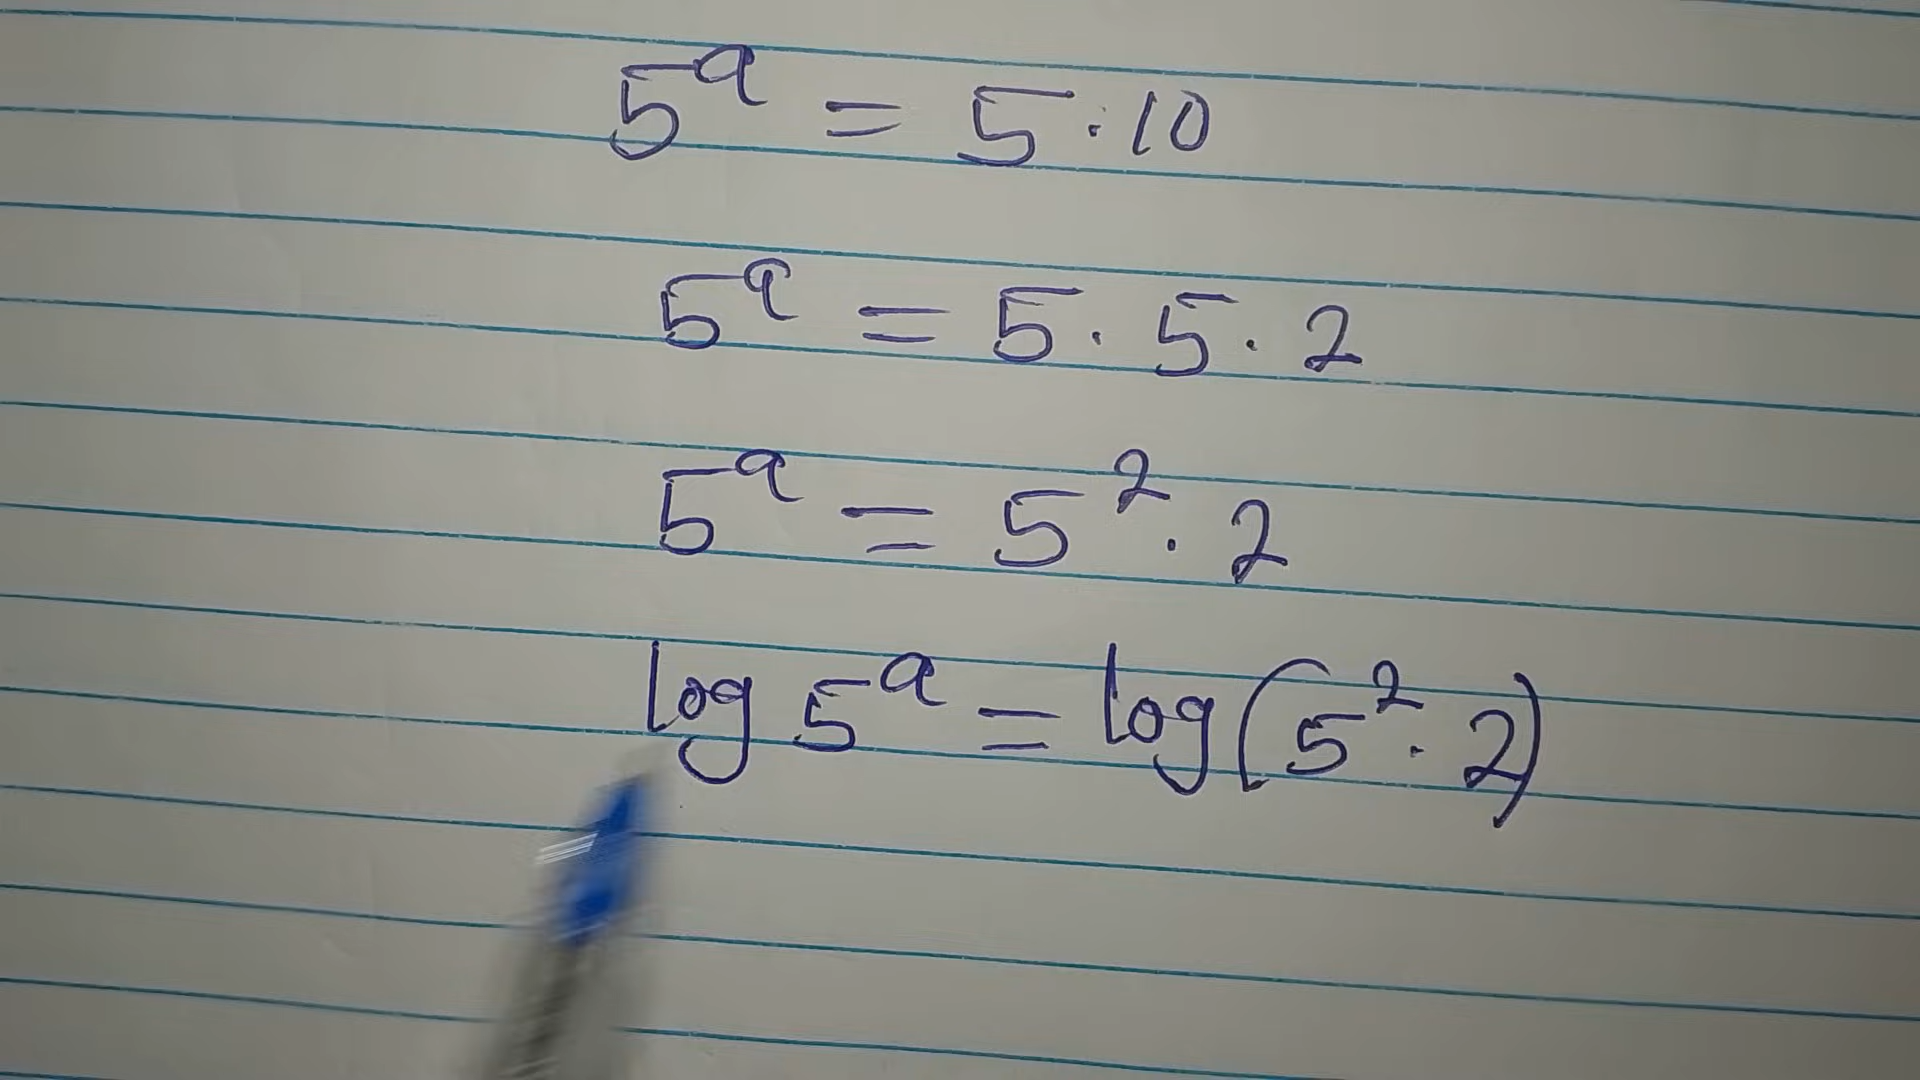 5^a = 5 · 10
5^a = 5 · 5 · 2
5^a = 5^2 · 2
log 5^a = log(5^2 · 2)